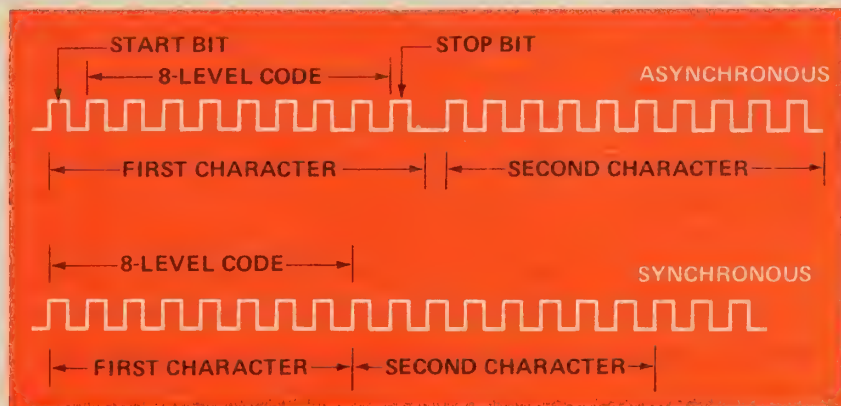 START BIT
STOP BIT
8-LEVEL CODE
ASYNCHRONOUS
FIRST CHARACTER
SECOND CHARACTER
8-LEVEL CODE
SYNCHRONOUS
FIRST CHARACTER
SECOND CHARACTER